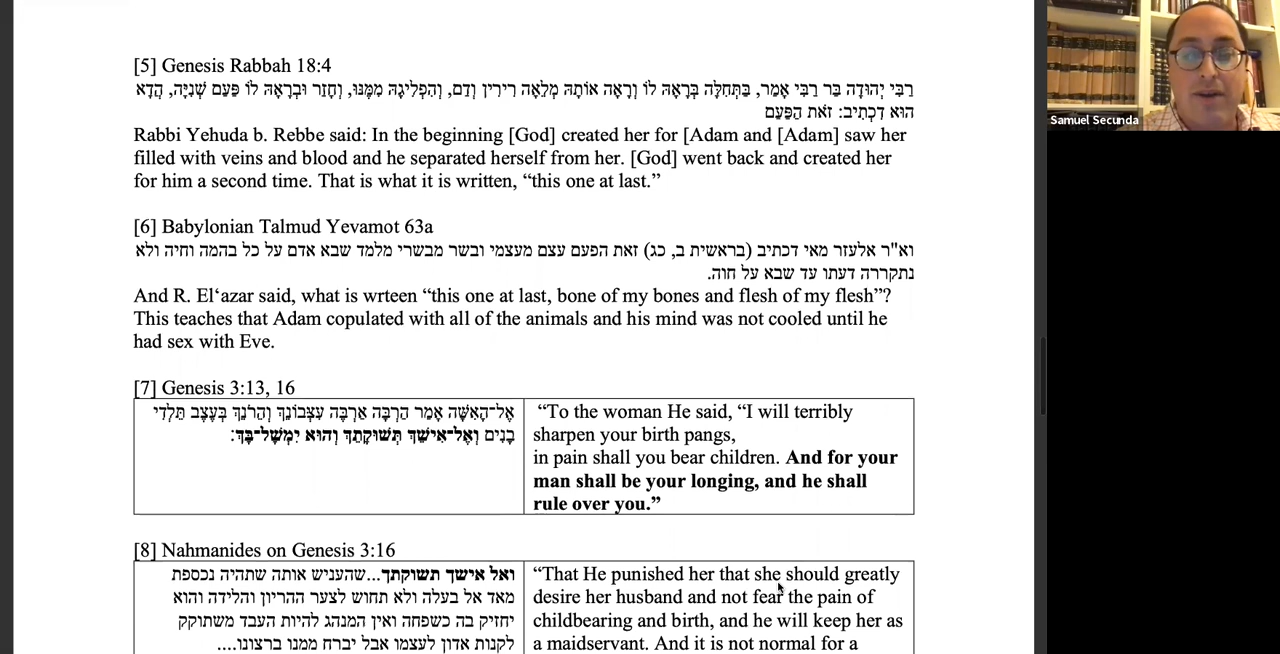 [5] Genesis Rabbah 18:4
רַבִּי יְהוּדָה בַּר רַבִּי אָמַר, בַּתְּחִלָּה בְּרָאָהּ לוֹ וְרָאָה אוֹתָהּ מְלֵאָה רִירִין וְדַם, וְהִפְלִיגָהּ מִמֶּנּוּ, וְחָזַר וּבְרָאָהּ לוֹ פַּעַם שְׁנִיָּה, הֲדָא
הוּא דִכְתִיב: זֹאת הַפַּעַם
Rabbi Yehuda b. Rebbe said: In the beginning [God] created her for [Adam and [Adam] saw her
filled with veins and blood and he separated herself from her. [God] went back and created her
for him a second time. That is what it is written, “this one at last.”
[6] Babylonian Talmud Yevamot 63a
וא"ר אלעזר מאי דכתיב (בראשית ב, כג) זאת הפעם עצם מעצמי ובשר מבשרי מלמד שבא אדם על כל בהמה וחיה ולא
נתקררה דעתו עד שבא על חוה.
And R. El‘azar said, what is wrteen “this one at last, bone of my bones and flesh of my flesh”?
This teaches that Adam copulated with all of the animals and his mind was not cooled until he
had sex with Eve.
[7] Genesis 3:13, 16
אֶל־הָאִשָּׁה אָמַר הַרְבָּה אַרְבֶּה עִצְּבוֹנֵךְ וְהֵרֹנֵךְ בְּעֶצֶב תֵּלְדִי
בָנִים וְאֶל־אִישֵׁךְ תְּשׁוּקָתֵךְ וְהוּא יִמְשָׁל־בָּךְ׃
“To the woman He said, “I will terribly
sharpen your birth pangs,
in pain shall you bear children. And for your
man shall be your longing, and he shall
rule over you.”
[8] Nahmanides on Genesis 3:16
ואל אישך תשוקתך...שהעניש אותה שתהיה נכספת
מאד אל בעלה ולא תחוש לצער ההריון והלידה והוא
יחזיק בה כשפחה ואין המנהג להיות העבד משתוקק
לקנות אדון לעצמו אבל יברח ממנו ברצונו....
“That He punished her that she should greatly
desire her husband and not fear the pain of
childbearing and birth, and he will keep her as
a maidservant. And it is not normal for a
Samuel Secunda